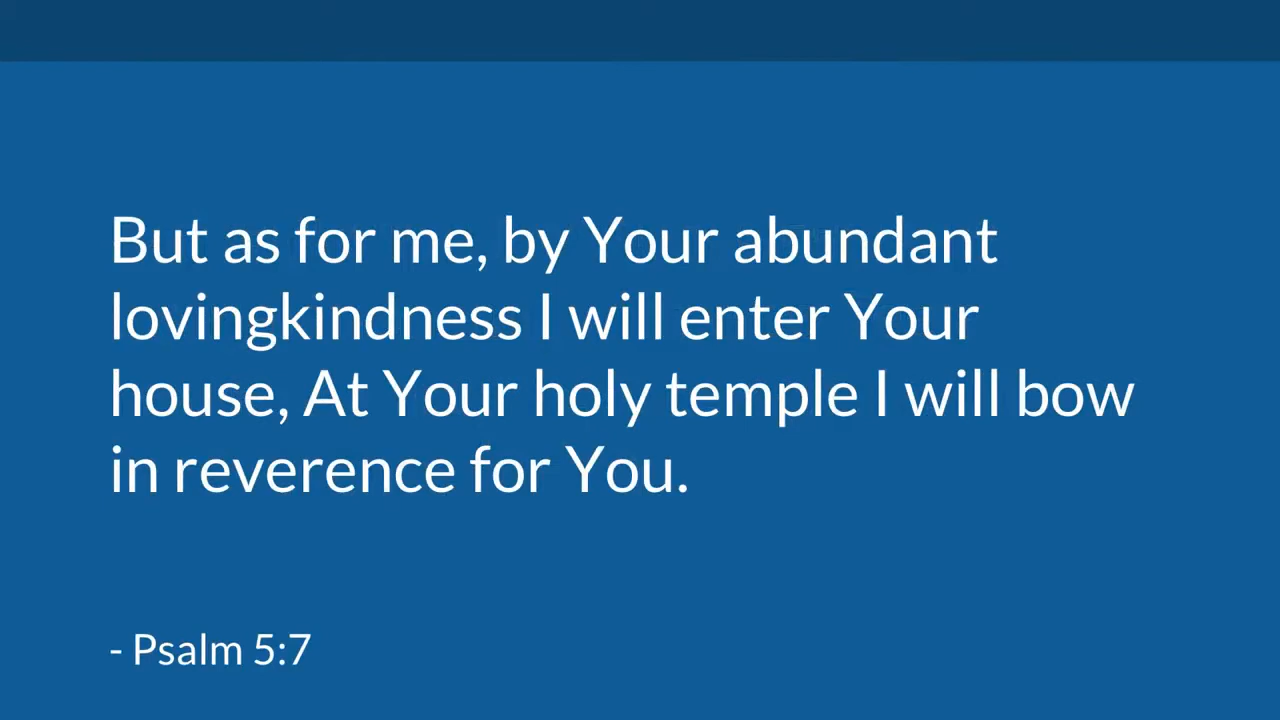 But as for me, by Your abundant
lovingkindness I will enter Your
house, At Your holy temple I will bow
in reverence for You.
- Psalm 5:7